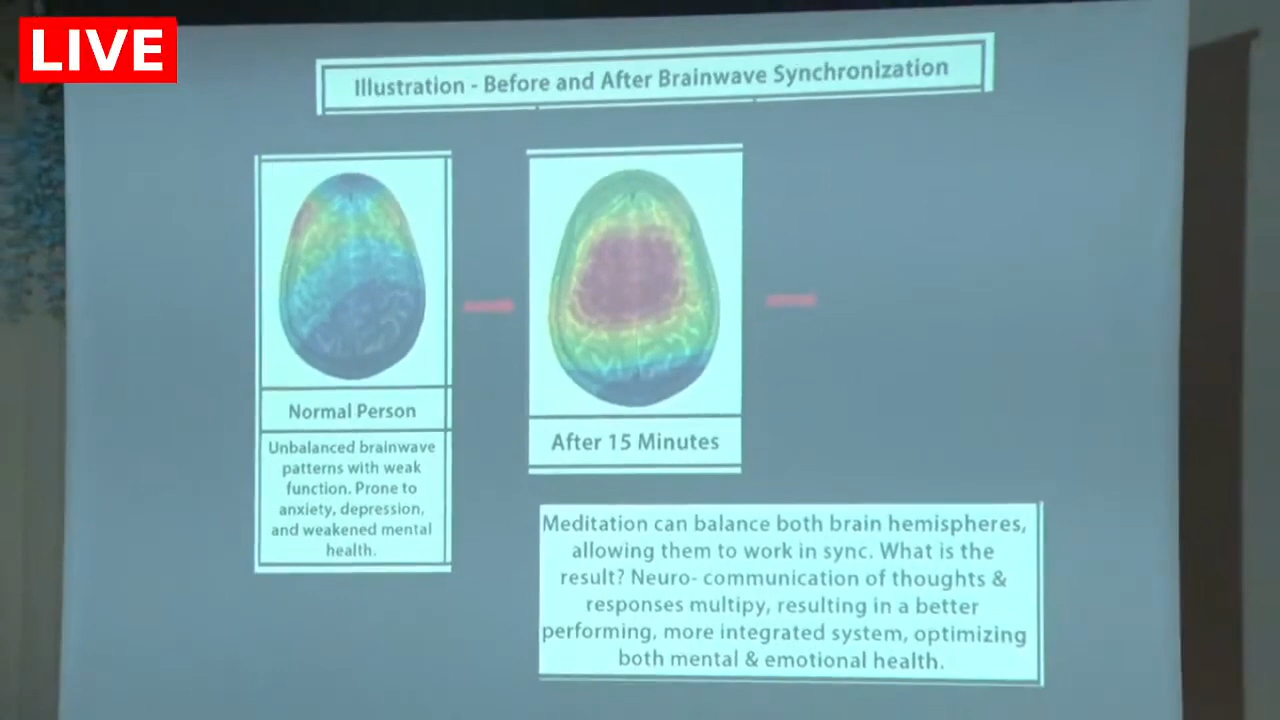 LIVE
Illustration - Before and After Brainwave Synchronization
Normal Person
Unbalanced brainwave
patterns with weak
function. Prone to
anxiety, depression,
and weakened mental
health.
After 15 Minutes
Meditation can balance both brain hemispheres,
allowing them to work in sync. What is the
result? Neuro- communication of thoughts &
responses multipy, resulting in a better
performing, more integrated system, optimizing
both mental & emotional health.